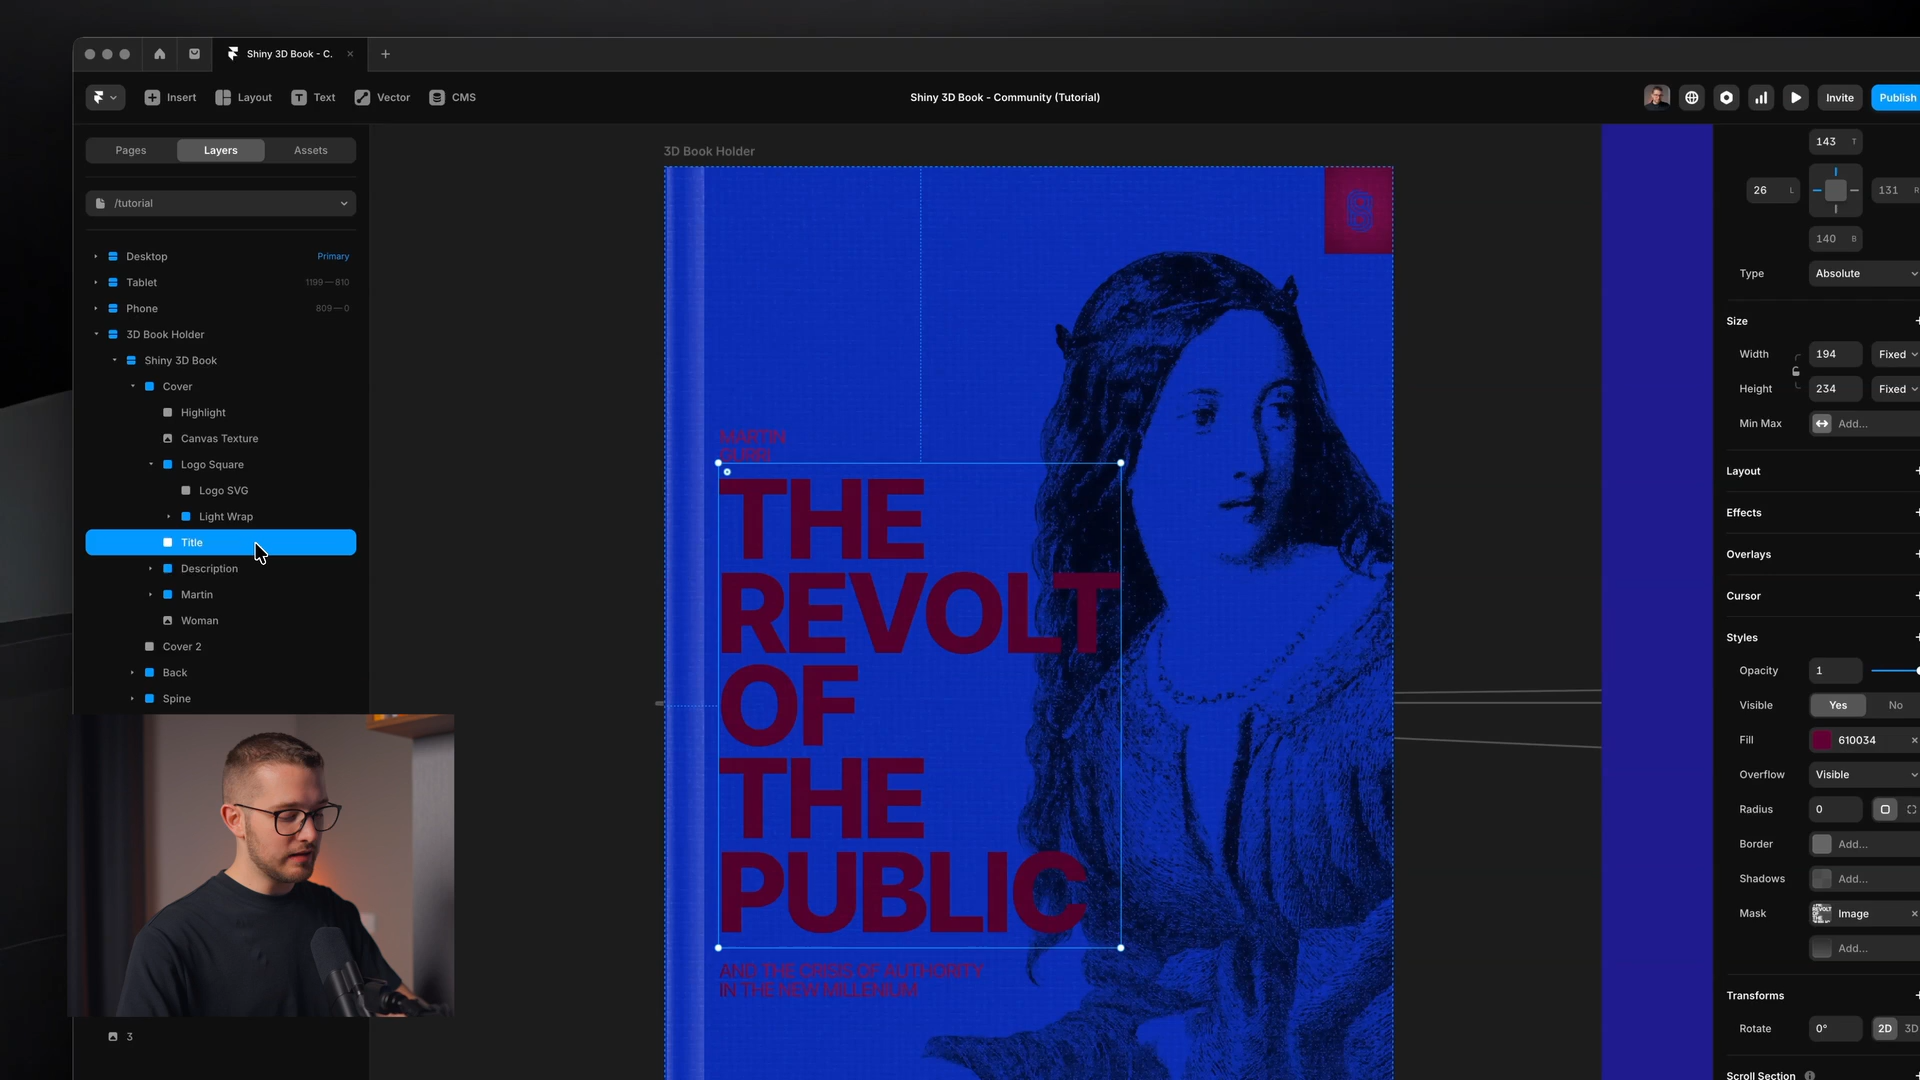 Shiny 3D Book - C.
Insert
Layout
Text
Vector
CMS
Shiny 3D Book - Community (Tutorial)
Invite
Publish
Pages
Layers
Assets
/tutorial
Desktop
Primary
Tablet
1199—810
Phone
809—0
3D Book Holder
Shiny 3D Book
Cover
Highlight
Canvas Texture
Logo Square
Logo SVG
Light Wrap
Title
Description
Martin
Woman
Cover 2
Back
Spine
3
3D Book Holder
MARTIN
GURRI
THE
REVOLT
OF
THE
PUBLIC
AND THE CRISIS OF AUTHORITY
IN THE NEW MILLENIUM
143 T
26 L
131 R
140 B
Type
Absolute
Size
Width
194
Fixed
Height
234
Fixed
Min Max
Add...
Layout
Effects
Overlays
Cursor
Styles
Opacity
1
Visible
Yes
No
Fill
610034
Overflow
Visible
Radius
0
Border
Add...
Shadows
Add...
Mask
Image
Add...
Transforms
Rotate
0°
2D
3D
Scroll Section